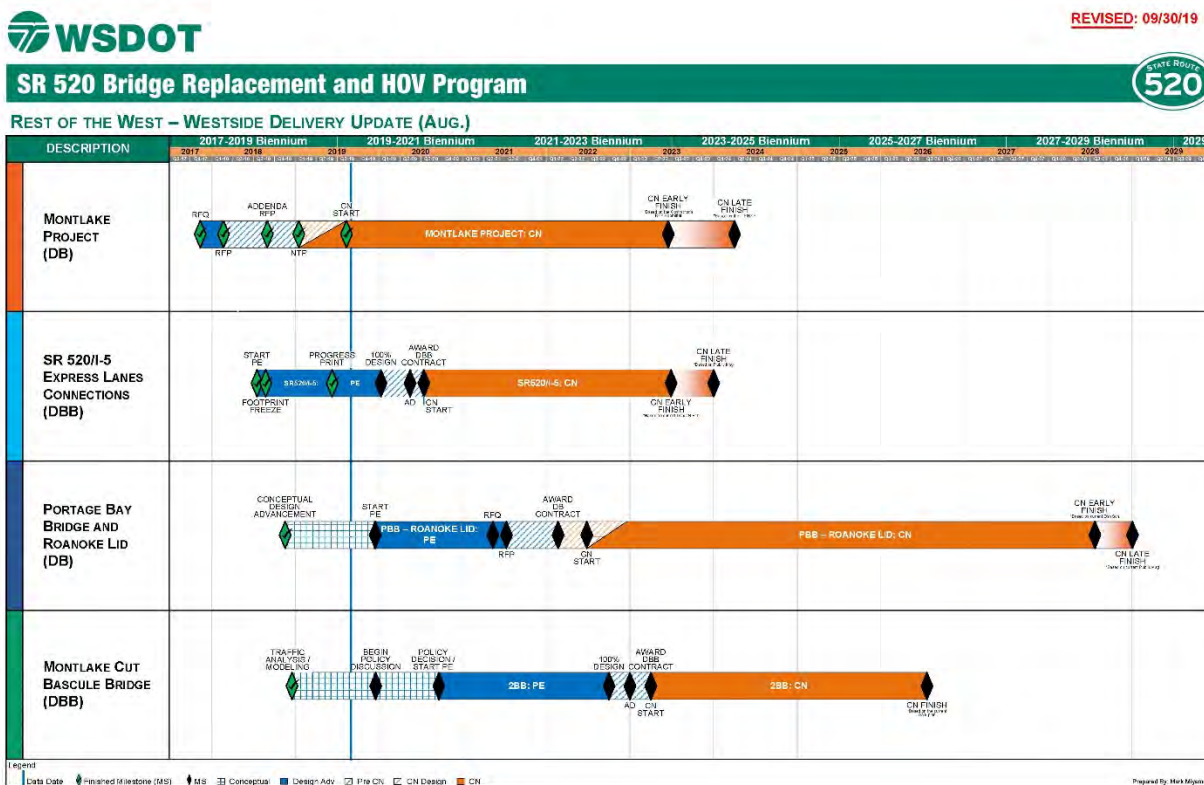 WSDOT
REVISED: 09/30/19
SR 520 Bridge Replacement and HOV Program
STATE ROUTE
520
REST OF THE WEST – WESTSIDE DELIVERY UPDATE (AUG.)
DESCRIPTION
2017-2019 Biennium
2019-2021 Biennium
2021-2023 Biennium
2023-2025 Biennium
2025-2027 Biennium
2027-2029 Biennium
2017
2018
2019
2020
2021
2022
2023
2024
2025
2026
2027
2028
2029
MONTLAKE
PROJECT
(DB)
RFQ
ADDENDA
RFP
CN
START
CN EARLY
FINISH
CN LATE
FINISH
MONTLAKE PROJECT: CN
RFP
NTP
SR 520/I-5
EXPRESS LANES
CONNECTIONS
(DBB)
START
PE
PROGRESS
PRINT
100%
DESIGN
AWARD
DBB
CONTRACT
CN LATE
FINISH
SR520/I-5:
PE
SR520/I-5: CN
FOOTPRINT
FREEZE
AD
CN
START
CN EARLY
FINISH
PORTAGE BAY
BRIDGE AND
ROANOKE LID
(DB)
CONCEPTUAL
DESIGN
ADVANCEMENT
START
PE
RFQ
AWARD
DB
CONTRACT
CN EARLY
FINISH
PBB – ROANOKE LID:
PE
PBB – ROANOKE LID: CN
RFP
CN
START
CN LATE
FINISH
MONTLAKE CUT
BASCULE BRIDGE
(DBB)
TRAFFIC
ANALYSIS /
MODELING
BEGIN
POLICY
DISCUSSION
POLICY
DECISION /
START PE
100%
DESIGN
AWARD
DBB
CONTRACT
2BB: PE
2BB: CN
AD
CN
START
CN FINISH
Legend
Data Date
Finished Milestone (MS)
MS
Conceptual
Design Adv
Pre CN
CN Design
CN
Prepared By: Mark